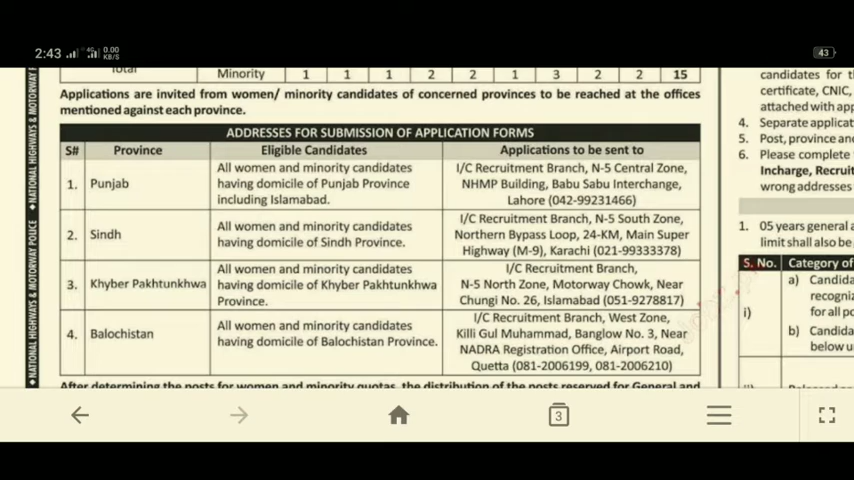 2:43 4G 0.00 KB/S 43
Total Minority 1 1 1 2 2 1 3 2 2 15
Applications are invited from women/ minority candidates of concerned provinces to be reached at the offices
mentioned against each province.
ADDRESSES FOR SUBMISSION OF APPLICATION FORMS
S# Province Eligible Candidates Applications to be sent to
1. Punjab
All women and minority candidates
having domicile of Punjab Province
including Islamabad.
I/C Recruitment Branch, N-5 Central Zone,
NHMP Building, Babu Sabu Interchange,
Lahore (042-99231466)
2. Sindh
All women and minority candidates
having domicile of Sindh Province.
I/C Recruitment Branch, N-5 South Zone,
Northern Bypass Loop, 24-KM, Main Super
Highway (M-9), Karachi (021-99333378)
3. Khyber Pakhtunkhwa
All women and minority candidates
having domicile of Khyber Pakhtunkhwa
Province.
I/C Recruitment Branch,
N-5 North Zone, Motorway Chowk, Near
Chungi No. 26, Islamabad (051-9278817)
4. Balochistan
All women and minority candidates
having domicile of Balochistan Province.
I/C Recruitment Branch, West Zone,
Killi Gul Muhammad, Banglow No. 3, Near
NADRA Registration Office, Airport Road,
Quetta (081-2006199, 081-2006210)
After determining the posts for women and minority quotas, the distribution of the posts reserved for General and
NATIONAL HIGHWAYS & MOTORWAY POLICE
NATIONAL HIGHWAYS & MOTORWAY
candidates for t
certificate, CNIC,
attached with app
4. Separate applicat
5. Post, province and
6. Please complete
Incharge, Recruit
wrong addresses
1. 05 years general a
limit shall also be
S. No. Category of
i)
a) Candida
recogniz
for all po
b) Candida
below u
3